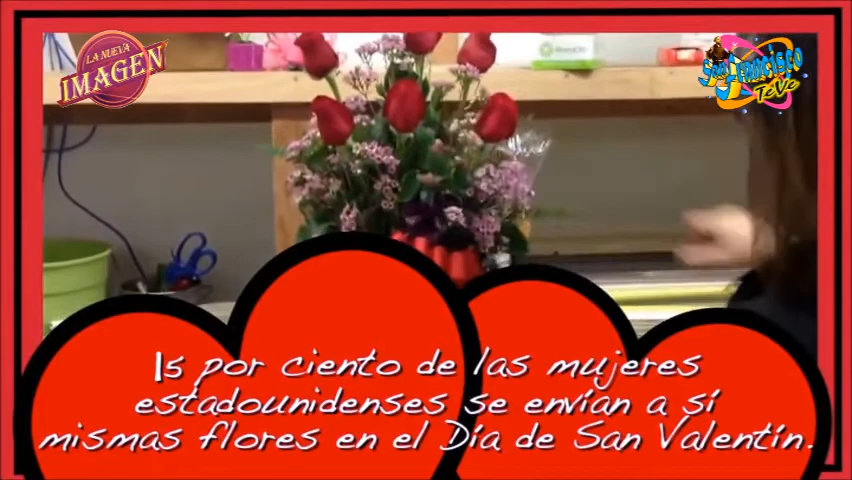 LA NUEVA
IMAGEN
San Francisco
TeVe
15 por ciento de las mujeres
estadounidenses se envían a sí
mismas flores en el Día de San Valentín.